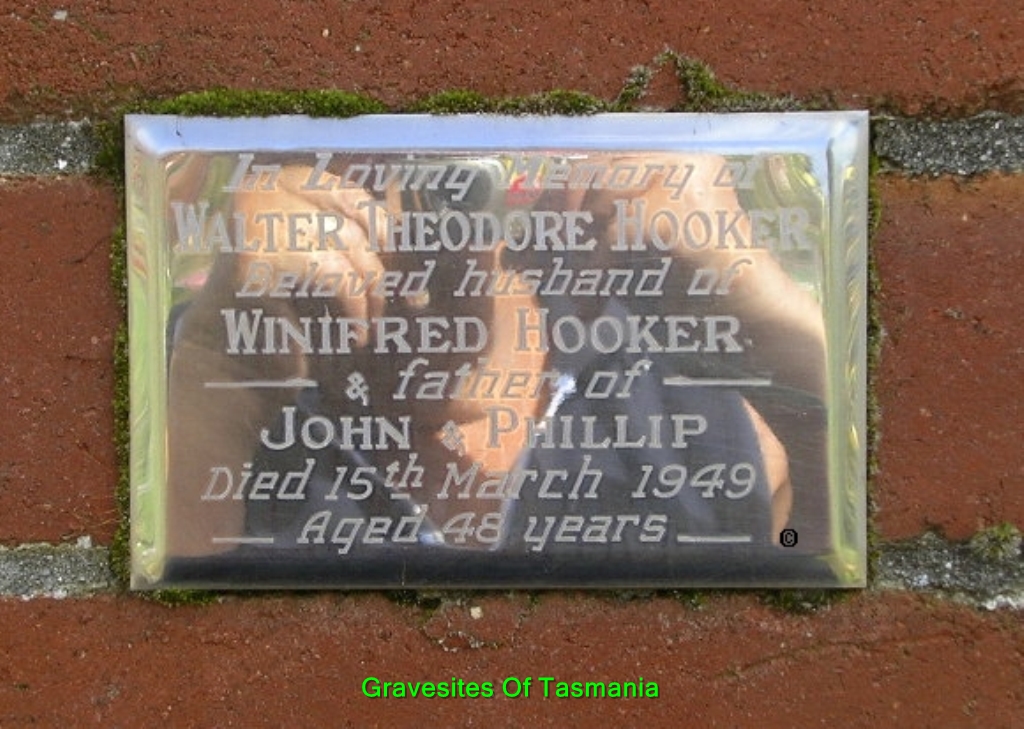 In Loving Memory of
WALTER THEODORE HOOKER
Beloved husband of
WINIFRED HOOKER
& father of
JOHN & PHILLIP
Died 15th March 1949
Aged 48 years
©
Gravesites Of Tasmania